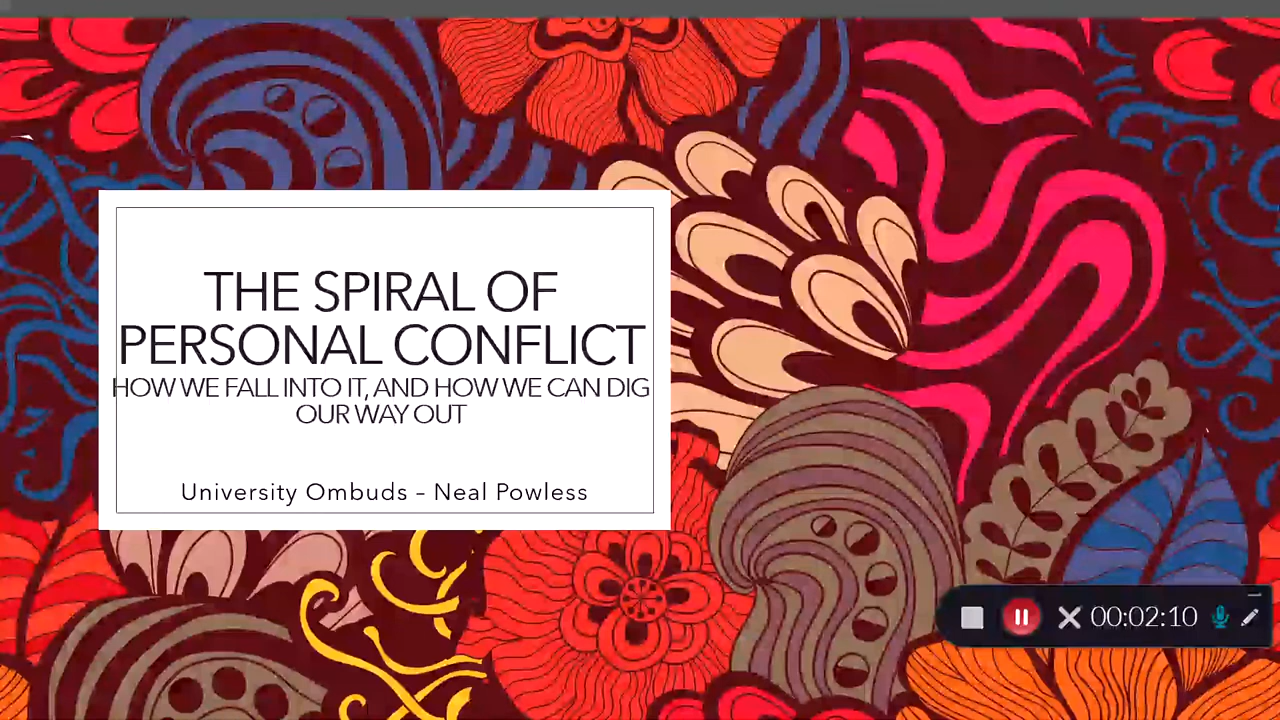 THE SPIRAL OF
PERSONAL CONFLICT
HOW WE FALL INTO IT, AND HOW WE CAN DIG
OUR WAY OUT
University Ombuds – Neal Powless
00:02:10